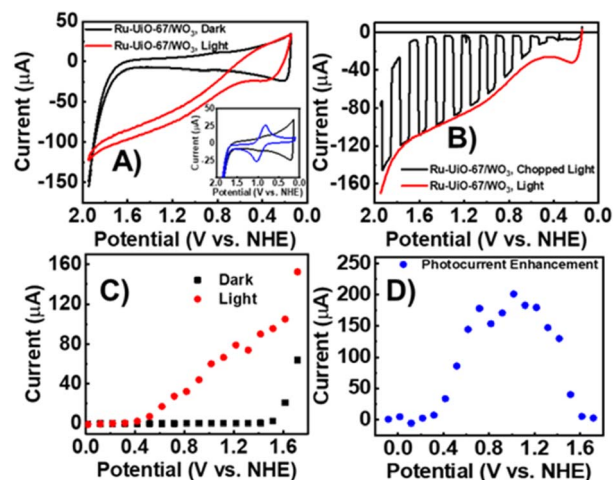 A)
Ru-UiO-67/WO3, Dark
Ru-UiO-67/WO3, Light
Current (μA)
50
0
-50
-100
-150
2.0 1.6 1.2 0.8 0.4 0.0
Potential (V vs. NHE)
Current (μA)
50
25
0
-25
2.0 1.6 1.2 0.8 0.4 0.0
Potential (V vs. NHE)
B)
Ru-UiO-67/WO3, Chopped Light
Ru-UiO-67/WO3, Light
Current (μA)
0
-40
-80
-120
-160
2.0 1.6 1.2 0.8 0.4 0.0
Potential (V vs. NHE)
C)
Dark
Light
Current (μA)
160
120
80
40
0
0.0 0.4 0.8 1.2 1.6
Potential (V vs. NHE)
D)
Photocurrent Enhancement
Current (μA)
250
200
150
100
50
0
0.0 0.4 0.8 1.2 1.6
Potential (V vs. NHE)